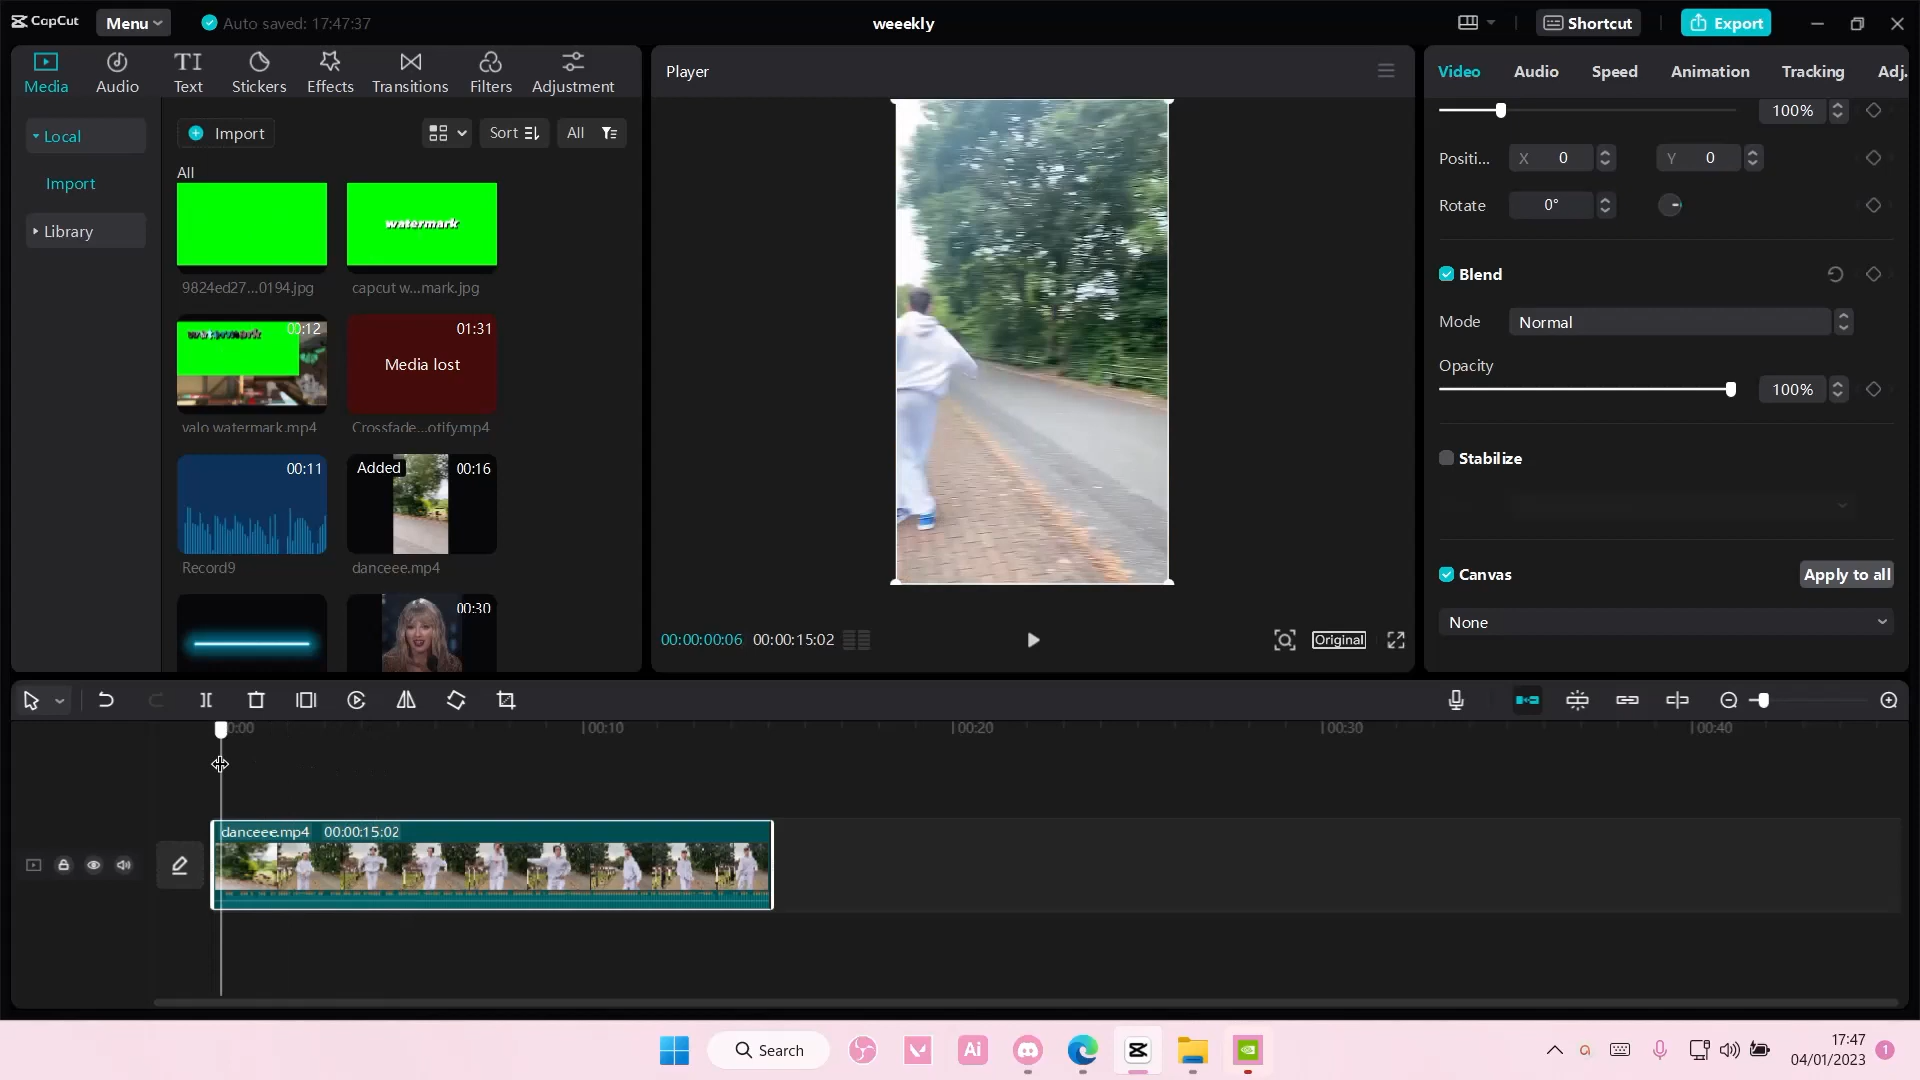 CapCut
Menu
Auto saved: 17:47:37
weeekly
Shortcut
Export
Media
Audio
TI
Text
Stickers
Effects
Transitions
Filters
Adjustment
Player
Video
Audio
Speed
Animation
Tracking
Adj.
Local
Import
Library
Import
Sort
All
All
9824ed27...0194.jpg
watermark
capcut w...mark.jpg
watermark
00:12
valo watermark.mp4
01:31
Media lost
Crossfade...otify.mp4
00:11
Record9
Added
00:16
danceee.mp4
00:30
00:00:00:06
00:00:15:02
Original
100%
Positi...
X 0
Y 0
Rotate
0°
Blend
Mode
Normal
Opacity
100%
Stabilize
Canvas
Apply to all
None
0:00
00:10
00:20
00:30
00:40
danceee.mp4 00:00:15:02
Search
Ai
17:47
04/01/2023
1